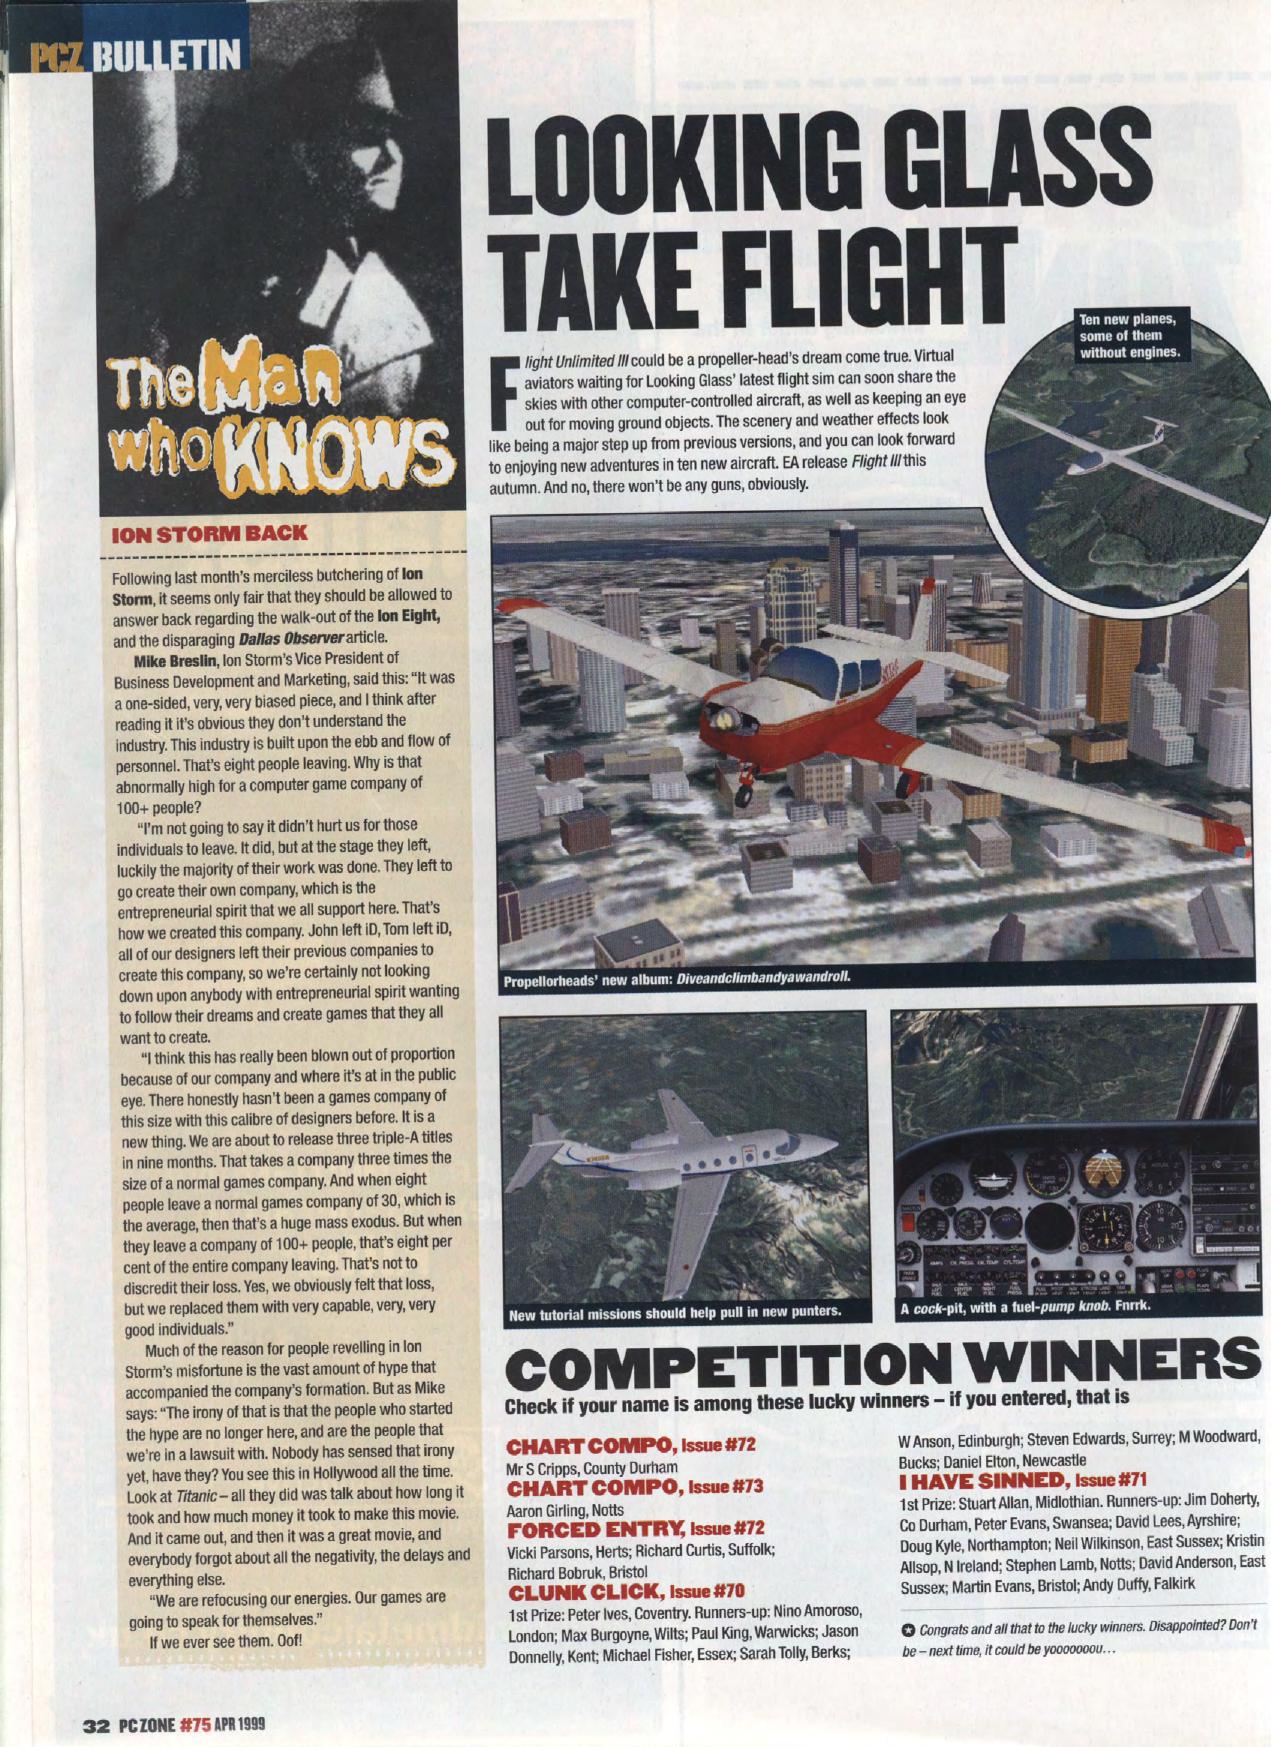 PCZ BULLETIN
The Man
who KNOWS
ION STORM BACK
Following last month's merciless butchering of Ion
Storm, it seems only fair that they should be allowed to
answer back regarding the walk-out of the Ion Eight,
and the disparaging Dallas Observer article.
Mike Breslin, Ion Storm's Vice President of
Business Development and Marketing, said this: "It was
a one-sided, very, very biased piece, and I think after
reading it it's obvious they don't understand the
industry. This industry is built upon the ebb and flow of
personnel. That's eight people leaving. Why is that
abnormally high for a computer game company of
100+ people?
"I'm not going to say it didn't hurt us for those
individuals to leave. It did, but at the stage they left,
luckily the majority of their work was done. They left to
go create their own company, which is the
entrepreneurial spirit that we all support here. That's
how we created this company. John left iD, Tom left iD,
all of our designers left their previous companies to
create this company, so we're certainly not looking
down upon anybody with entrepreneurial spirit wanting
to follow their dreams and create games that they all
want to create.
"I think this has really been blown out of proportion
because of our company and where it's at in the public
eye. There honestly hasn't been a games company of
this size with this calibre of designers before. It is a
new thing. We are about to release three triple-A titles
in nine months. That takes a company three times the
size of a normal games company. And when eight
people leave a normal games company of 30, which is
the average, then that's a huge mass exodus. But when
they leave a company of 100+ people, that's eight per
cent of the entire company leaving. That's not to
discredit their loss. Yes, we obviously felt that loss,
but we replaced them with very capable, very, very
good individuals."
Much of the reason for people revelling in Ion
Storm's misfortune is the vast amount of hype that
accompanied the company's formation. But as Mike
says: "The irony of that is that the people who started
the hype are no longer here, and are the people that
we're in a lawsuit with. Nobody has sensed that irony
yet, have they? You see this in Hollywood all the time.
Look at Titanic – all they did was talk about how long it
took and how much money it took to make this movie.
And it came out, and then it was a great movie, and
everybody forgot about all the negativity, the delays and
everything else.
"We are refocusing our energies. Our games are
going to speak for themselves."
If we ever see them. Oof!
LOOKING GLASS
TAKE FLIGHT
Flight Unlimited III could be a propeller-head's dream come true. Virtual
aviators waiting for Looking Glass' latest flight sim can soon share the
skies with other computer-controlled aircraft, as well as keeping an eye
out for moving ground objects. The scenery and weather effects look
like being a major step up from previous versions, and you can look forward
to enjoying new adventures in ten new aircraft. EA release Flight III this
autumn. And no, there won't be any guns, obviously.
Ten new planes,
some of them
without engines.
Propellorheads' new album: Diveandclimbandyawandroll.
New tutorial missions should help pull in new punters.
A cock-pit, with a fuel-pump knob. Fnrrk.
COMPETITION WINNERS
Check if your name is among these lucky winners – if you entered, that is
CHART COMPO, Issue #72
Mr S Cripps, County Durham
CHART COMPO, Issue #73
Aaron Girling, Notts
FORCED ENTRY, Issue #72
Vicki Parsons, Herts; Richard Curtis, Suffolk;
Richard Bobruk, Bristol
CLUNK CLICK, Issue #70
1st Prize: Peter Ives, Coventry. Runners-up: Nino Amoroso,
London; Max Burgoyne, Wilts; Paul King, Warwicks; Jason
Donnelly, Kent; Michael Fisher, Essex; Sarah Tolly, Berks;
W Anson, Edinburgh; Steven Edwards, Surrey; M Woodward,
Bucks; Daniel Elton, Newcastle
I HAVE SINNED, Issue #71
1st Prize: Stuart Allan, Midlothian. Runners-up: Jim Doherty,
Co Durham, Peter Evans, Swansea; David Lees, Ayrshire;
Doug Kyle, Northampton; Neil Wilkinson, East Sussex; Kristin
Allsop, N Ireland; Stephen Lamb, Notts; David Anderson, East
Sussex; Martin Evans, Bristol; Andy Duffy, Falkirk
Congrats and all that to the lucky winners. Disappointed? Don't
be – next time, it could be yoooooou...
32 PC ZONE #75 APR 1999